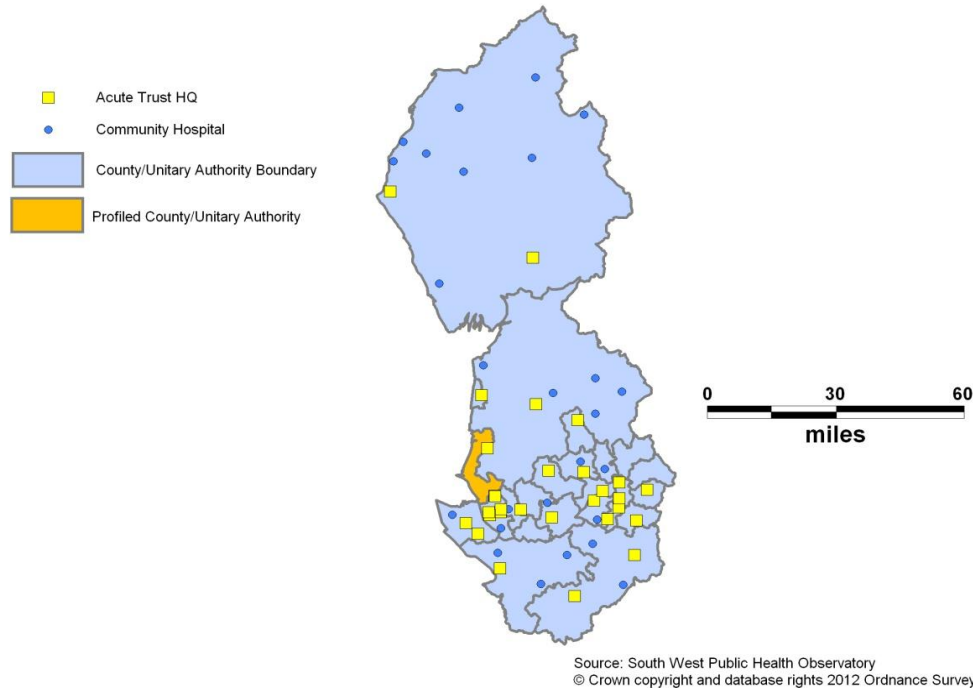 Acute Trust HQ
Community Hospital
County/Unitary Authority Boundary
Profiled County/Unitary Authority
0 30 60
miles
Source: South West Public Health Observatory
© Crown copyright and database rights 2012 Ordnance Survey